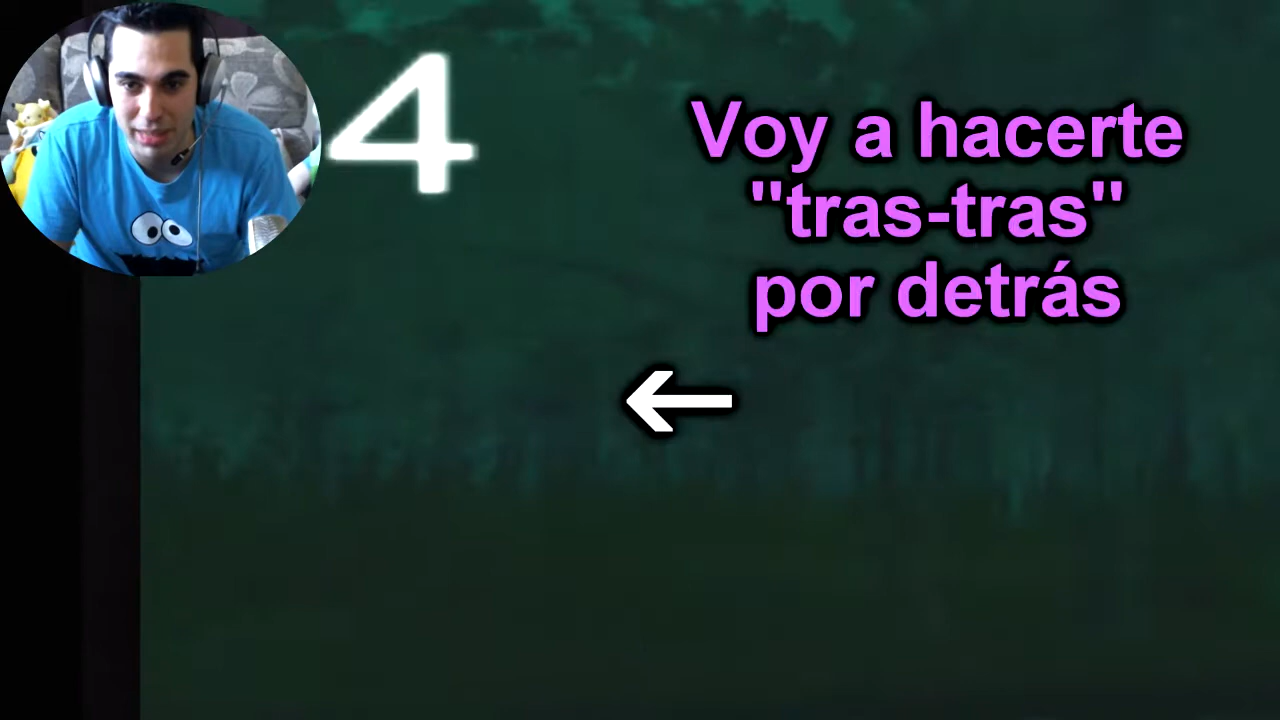 4
Voy a hacerte
"tras-tras"
por detrás
←